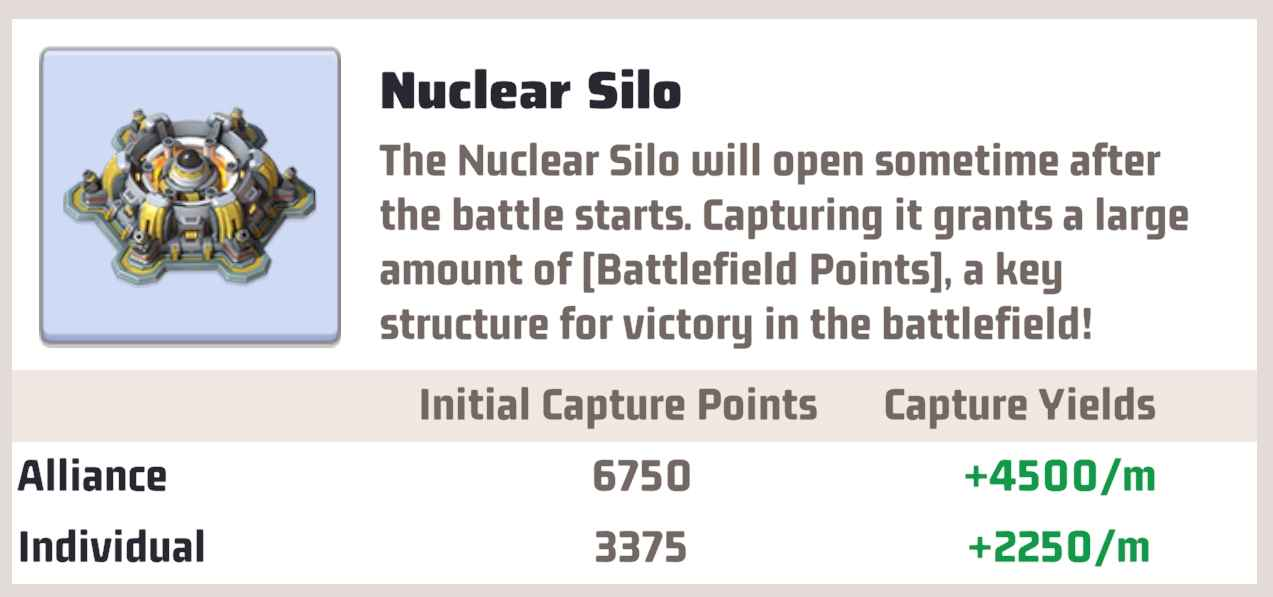 Nuclear Silo
The Nuclear Silo will open sometime after
the battle starts. Capturing it grants a large
amount of [Battlefield Points], a key
structure for victory in the battlefield!
Initial Capture Points Capture Yields
Alliance 6750 +4500/m
Individual 3375 +2250/m